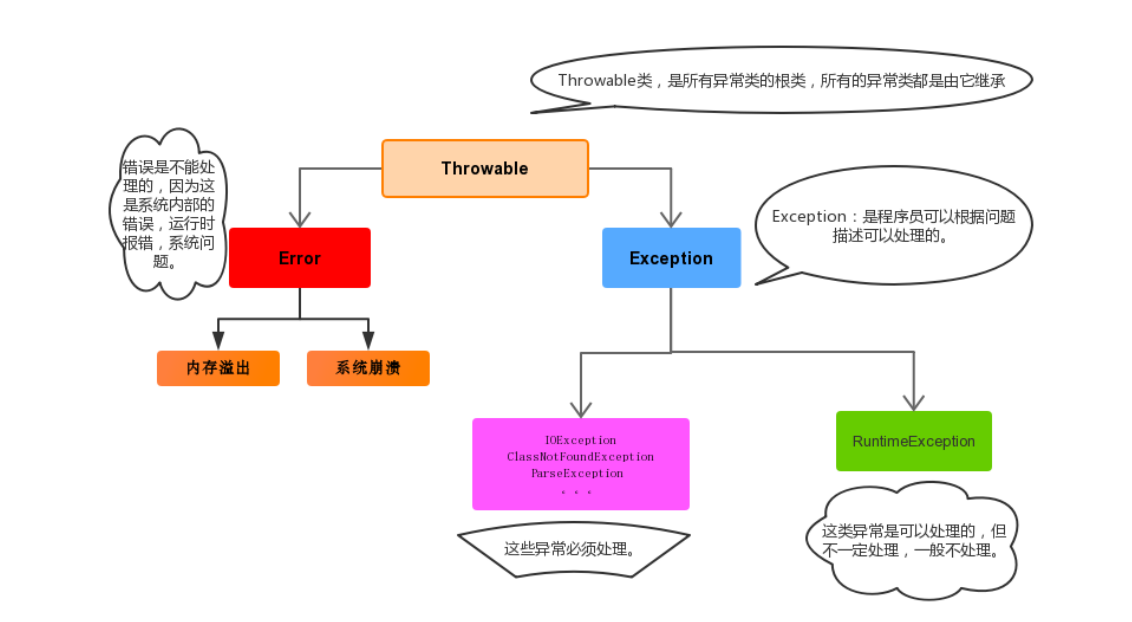 Throwable类，是所有异常类的根类，所有的异常类都是由它继承
Throwable
错误是不能处
理的，因为这
是系统内部的
错误，运行时
报错，系统问
题。
Error
Exception
Exception：是程序员可以根据问题
描述可以处理的。
内存溢出
系统崩溃
IOException
ClassNotFoundException
ParseException
。。。
RuntimeException
这些异常必须处理。
这类异常是可以处理的，但
不一定处理，一般不处理。